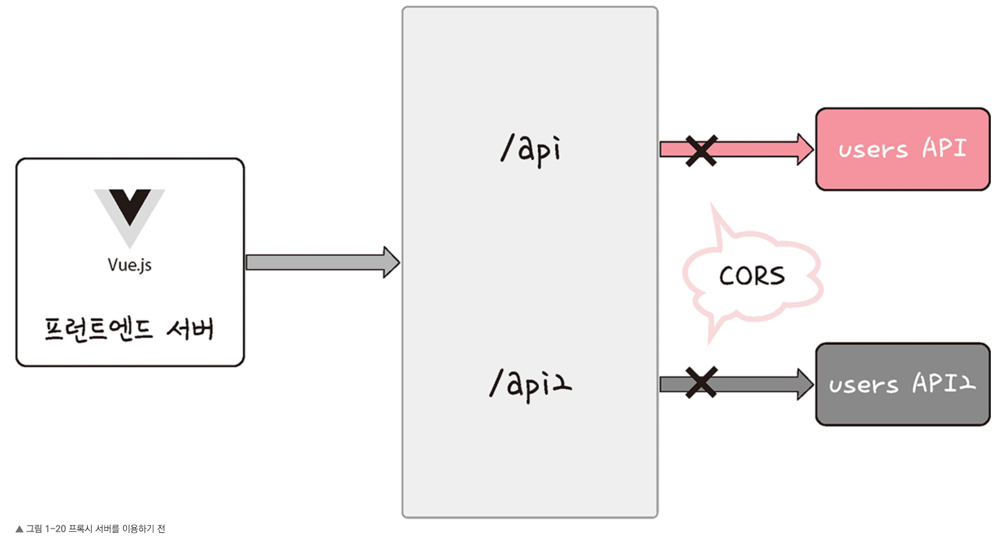 /api
users API
Vue.js
프런트엔드 서버
CORS
/api2
users API2
▲ 그림 1-20 프록시 서버를 이용하기 전